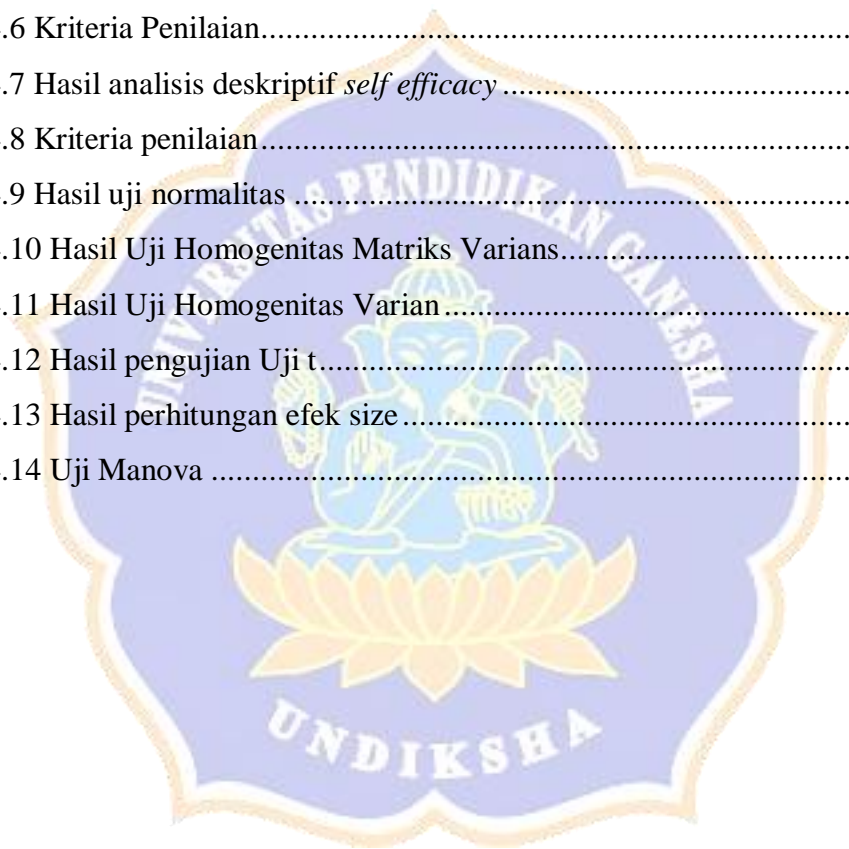 .6 Kriteria Penilaian
.7 Hasil analisis deskriptif self efficacy
.8 Kriteria penilaian
.9 Hasil uji normalitas
.10 Hasil Uji Homogenitas Matriks Varians
.11 Hasil Uji Homogenitas Varian
.12 Hasil pengujian Uji t
.13 Hasil perhitungan efek size
.14 Uji Manova
UNIVERSITAS PENDIDIKAN GANESHA
UNDIKSHA